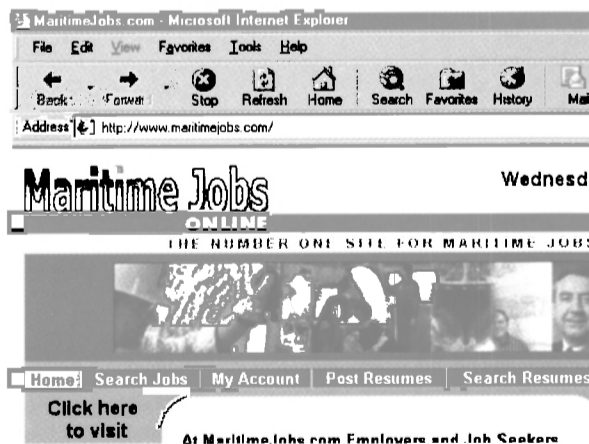 MaritimeJobs.com - Microsoft Internet Explorer
File Edit View Favorites Tools Help
Back Forward Stop Refresh Home Search Favorites History Mai
Address http://www.maritimejobs.com/
Maritime Jobs
Wednesd
ONLINE
THE NUMBER ONE SITE FOR MARITIME JOBS
Home Search Jobs My Account Post Resumes Search Resumes
Click here
to visit
At MaritimeJobs.com Employers and Job Seekers